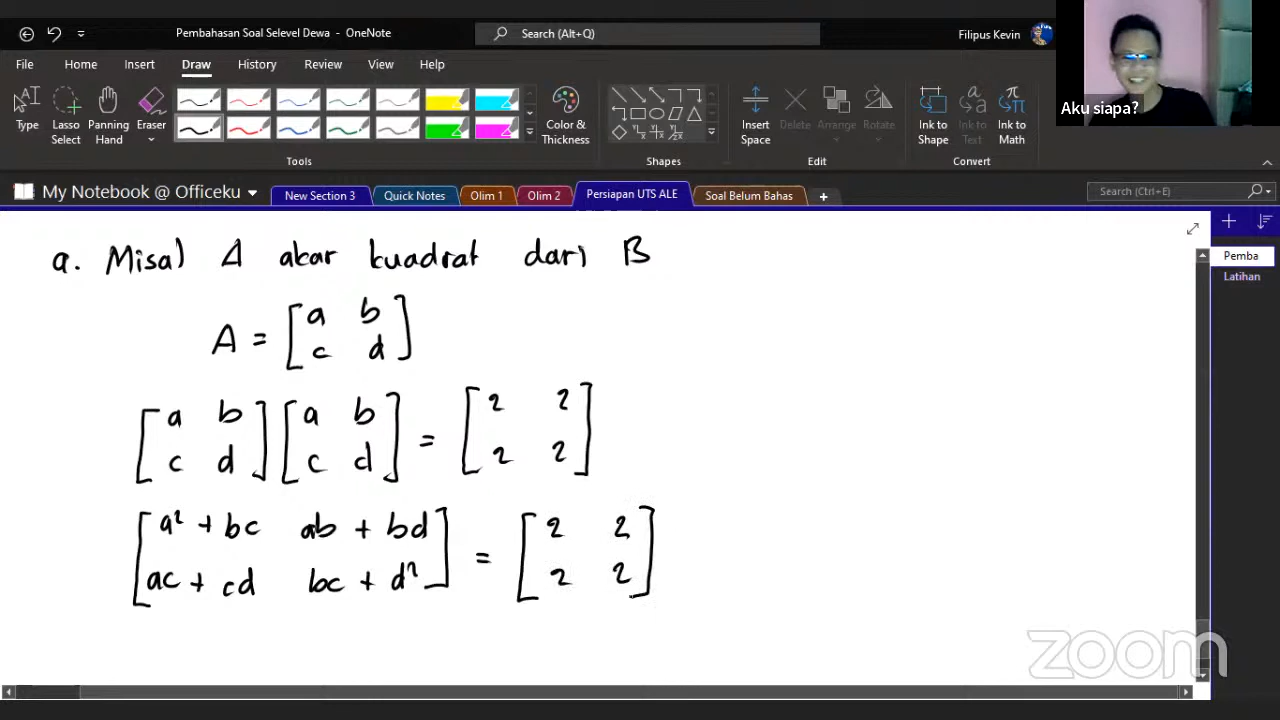 Pembahasan Soal Selevel Dewa - OneNote
Search (Alt+Q)
Filipus Kevin
Aku siapa?
File Home Insert Draw History Review View Help
Type
Lasso Select
Panning Hand
Eraser
Color & Thickness
Insert Space
Delete
Arrange
Rotate
Ink to Shape
Ink to Text
Ink to Math
Tools Shapes Edit Convert
My Notebook @ Officeku
New Section 3 Quick Notes Olim 1 Olim 2 Persiapan UTS ALE Soal Belum Bahas +
Search (Ctrl+E)
Pemba
Latihan
a. Misal A akar kuadrat dari B
A = [a b
c d]
[a b
c d] [a b
c d] = [2 2
2 2]
[a² + bc ab + bd
ac + cd bc + d²] = [2 2
2 2]
zoom